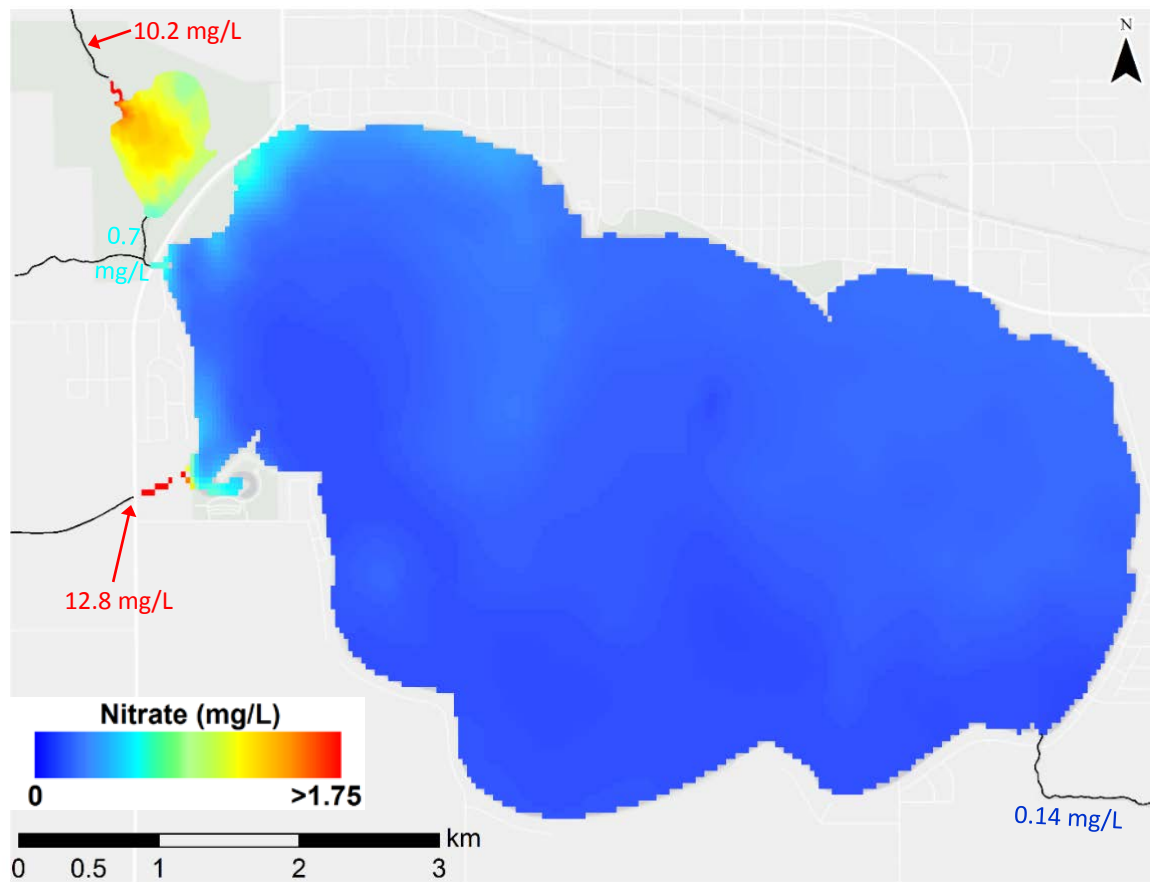 10.2 mg/L
N
0.7
mg/L
12.8 mg/L
Nitrate (mg/L)
0 >1.75
0.14 mg/L
km
0 0.5 1 2 3